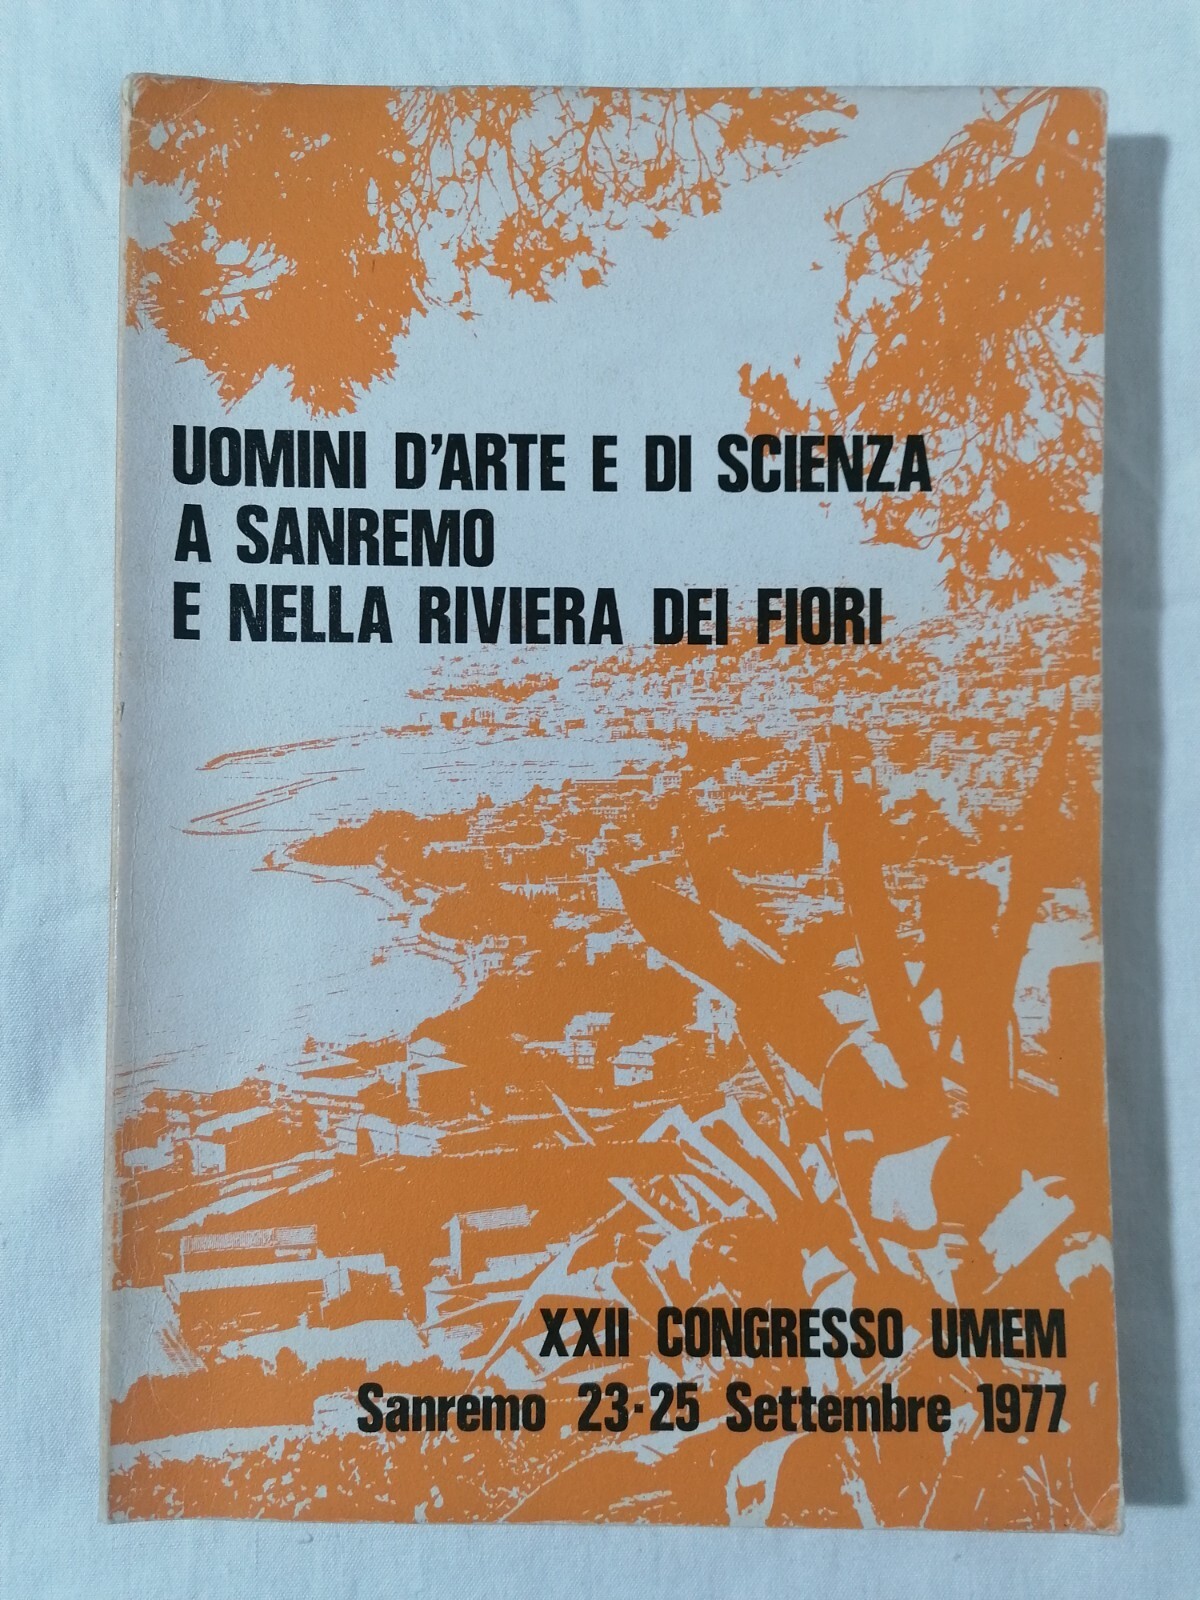 UOMINI D'ARTE E DI SCIENZA
A SANREMO
E NELLA RIVIERA DEI FIORI
XXII CONGRESSO UMEM
Sanremo 23-25 Settembre 1977